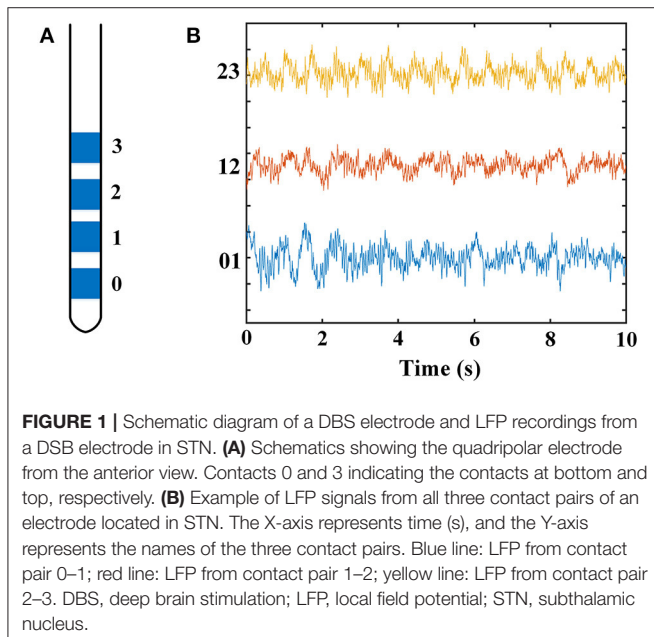 A
3
2
1
0
B
23
12
01
0 2 4 6 8 10
Time (s)
FIGURE 1 | Schematic diagram of a DBS electrode and LFP recordings from
a DSB electrode in STN. (A) Schematics showing the quadripolar electrode
from the anterior view. Contacts 0 and 3 indicating the contacts at bottom and
top, respectively. (B) Example of LFP signals from all three contact pairs of an
electrode located in STN. The X-axis represents time (s), and the Y-axis
represents the names of the three contact pairs. Blue line: LFP from contact
pair 0–1; red line: LFP from contact pair 1–2; yellow line: LFP from contact pair
2–3. DBS, deep brain stimulation; LFP, local field potential; STN, subthalamic
nucleus.